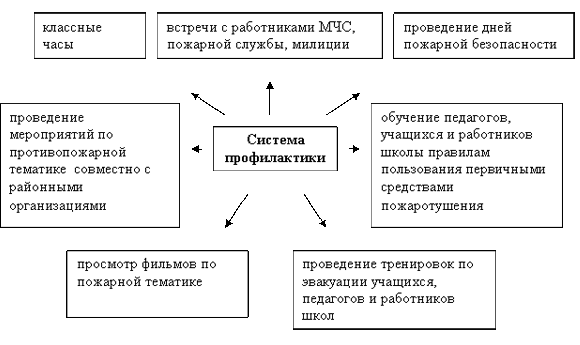 классные
часы
встречи с работниками МЧС,
пожарной службы, милиции
проведение дней
пожарной безопасности
проведение
мероприятий по
противопожарной
тематике совместно с
районными
организациями
Система
профилактики
обучение педагогов,
учащихся и работников
школы правилам
пользования первичными
средствами
пожаротушения
просмотр фильмов по
пожарной тематике
проведение тренировок по
эвакуации учащихся,
педагогов и работников
школ